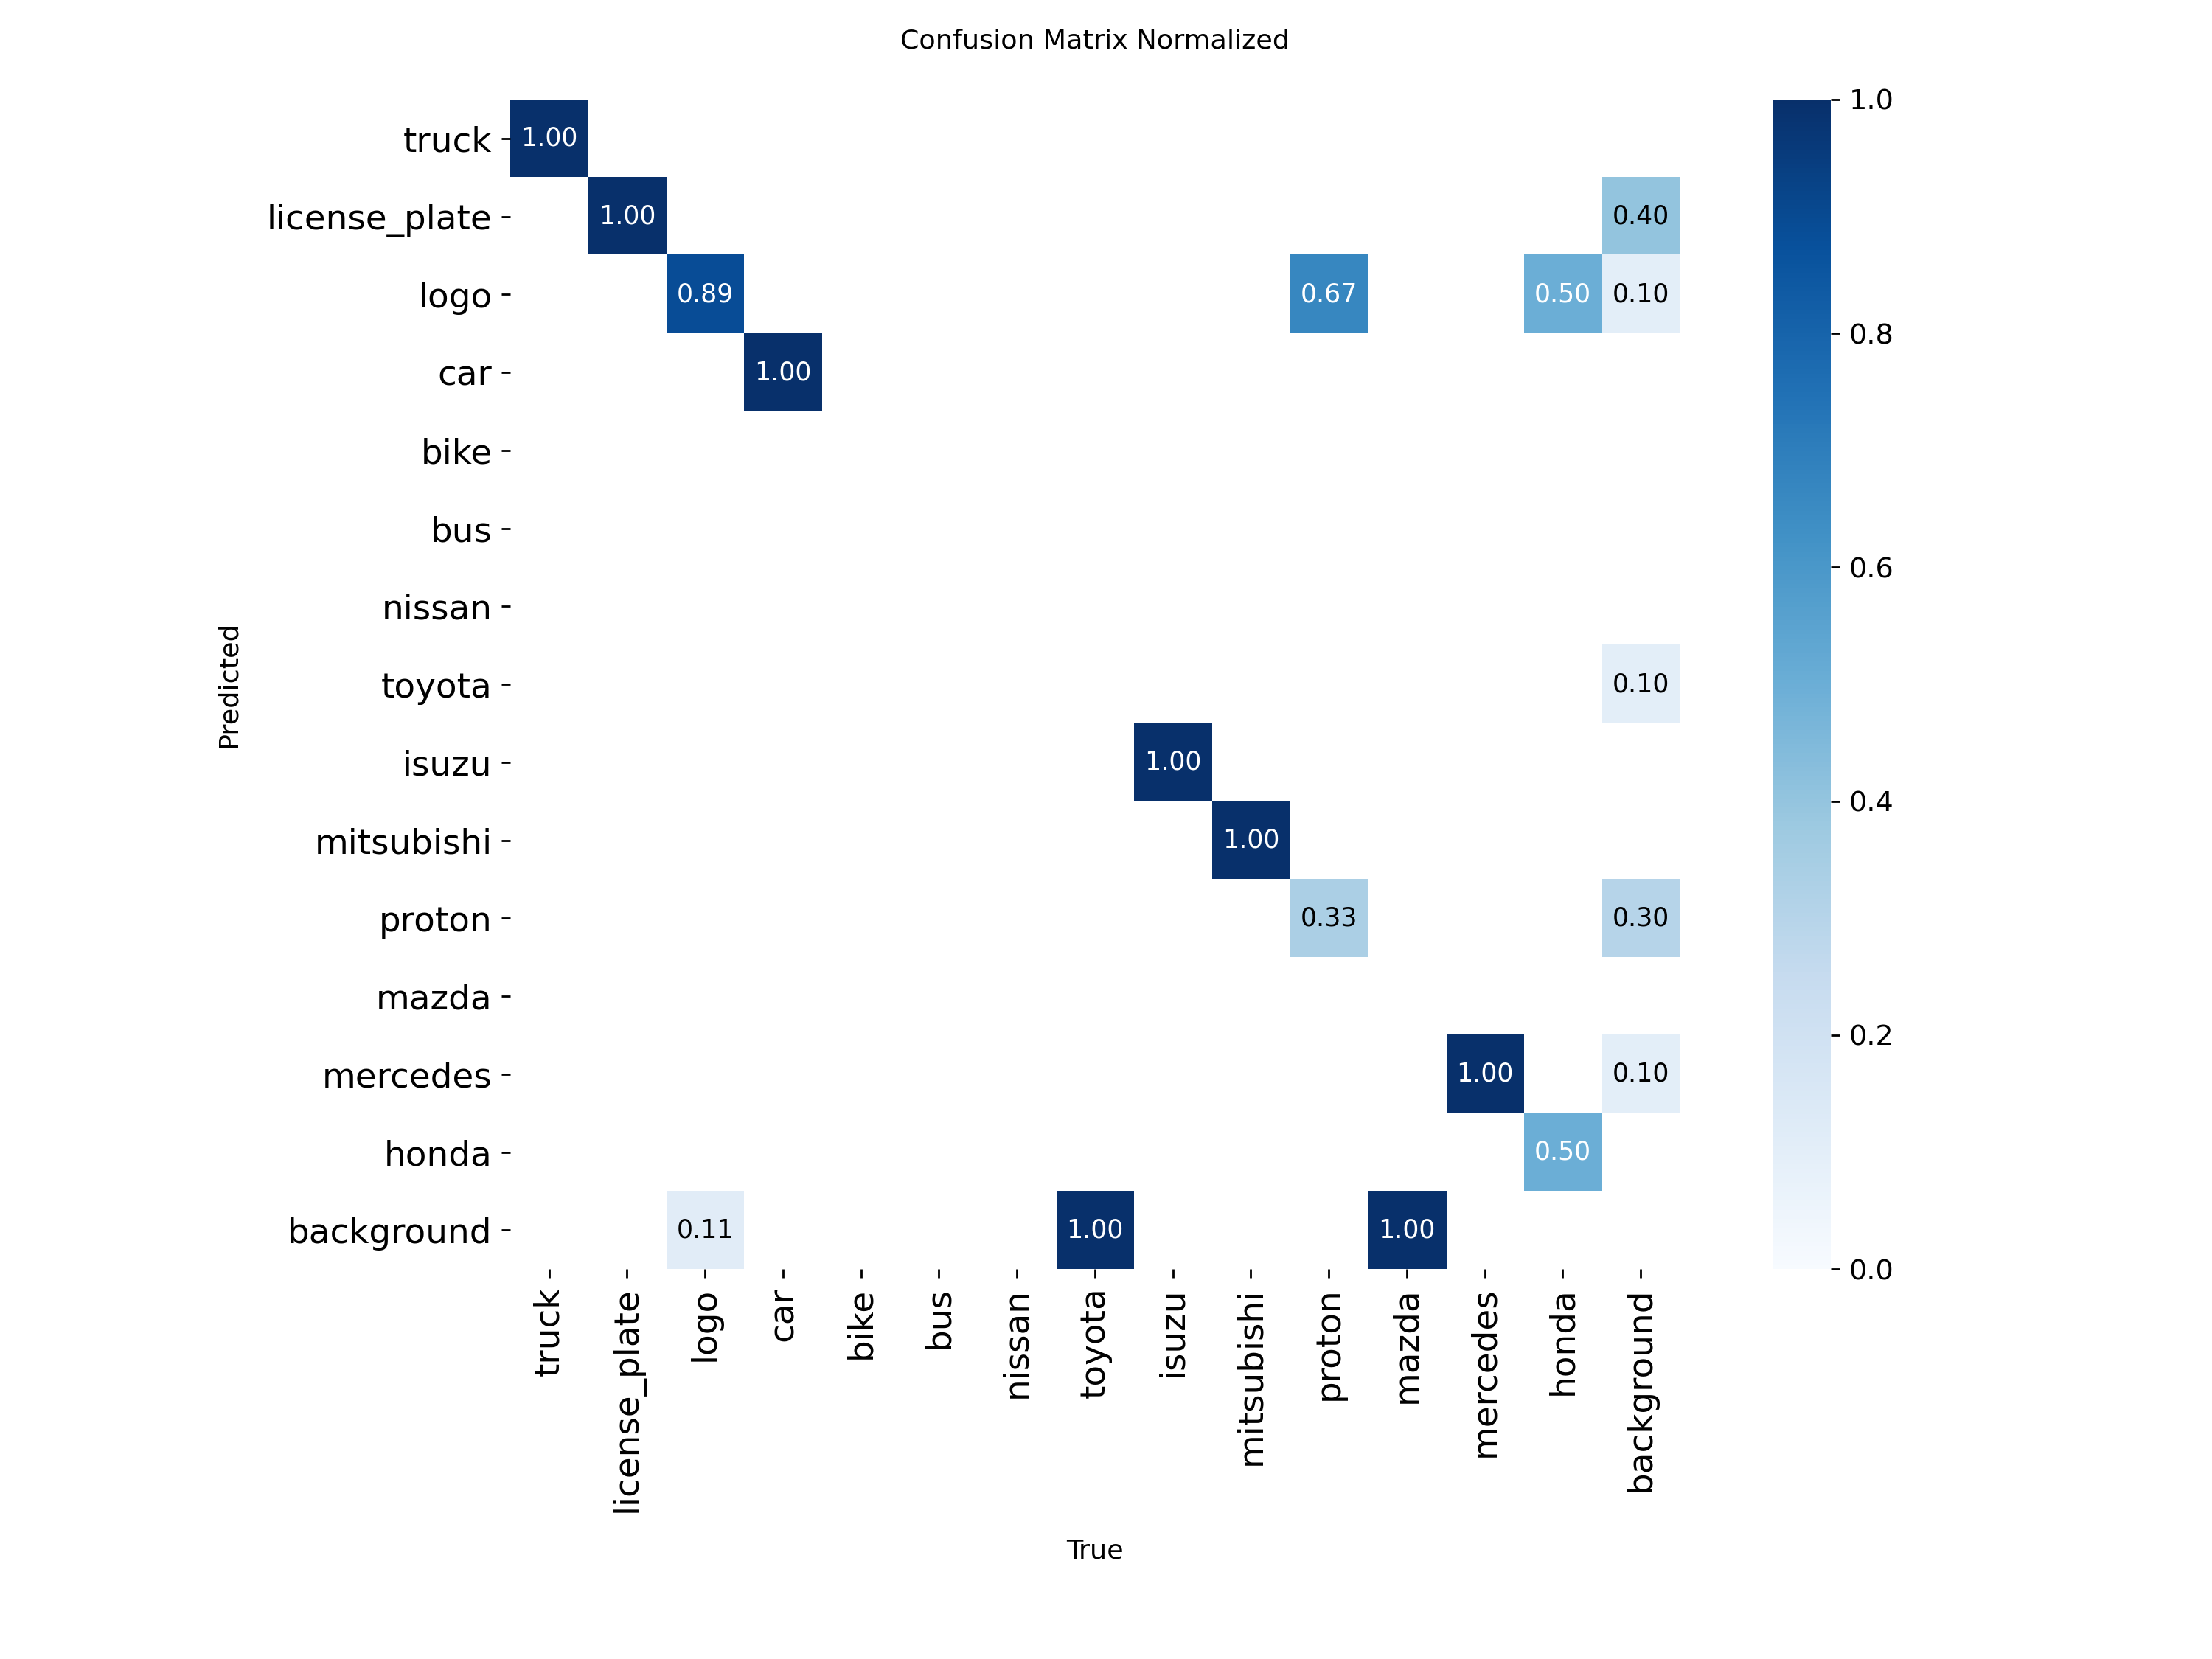 Confusion Matrix Normalized
truck 1.00
license_plate 1.00 0.40
logo 0.89 0.67 0.50 0.10
car 1.00
bike
bus
nissan
toyota 0.10
isuzu 1.00
mitsubishi 1.00
proton 0.33 0.30
mazda
mercedes 1.00 0.10
honda 0.50
background 0.11 1.00 1.00
Predicted
truck license_plate logo car bike bus nissan toyota isuzu mitsubishi proton mazda mercedes honda background
True
1.0
0.8
0.6
0.4
0.2
0.0